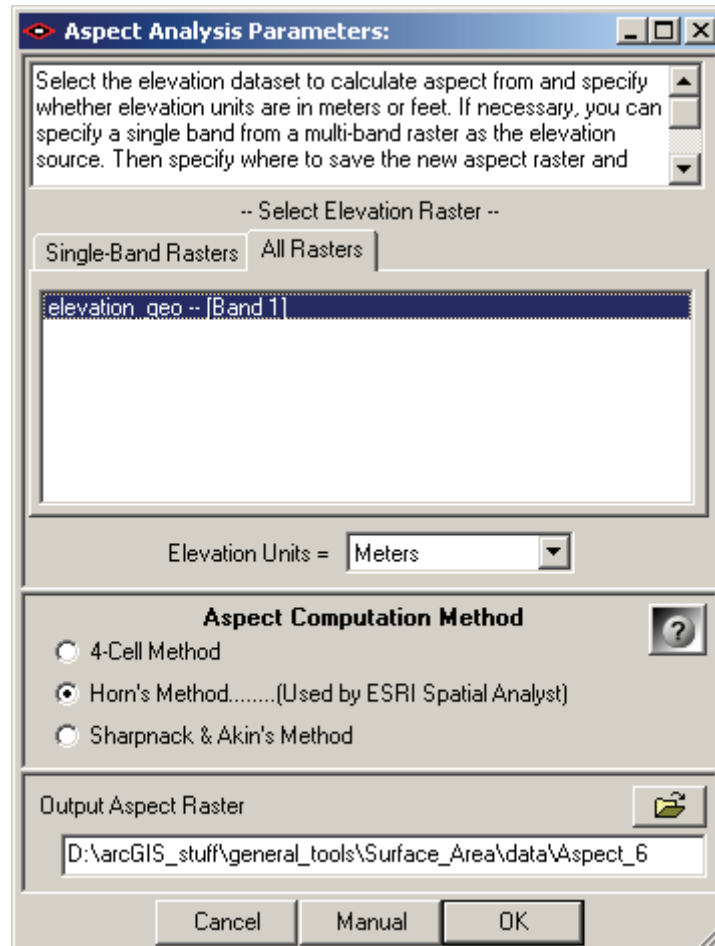 Aspect Analysis Parameters:
Select the elevation dataset to calculate aspect from and specify
whether elevation units are in meters or feet. If necessary, you can
specify a single band from a multi-band raster as the elevation
source. Then specify where to save the new aspect raster and
-- Select Elevation Raster --
Single-Band Rasters All Rasters
elevation_geo -- [Band 1]
Elevation Units = Meters
Aspect Computation Method
?
4-Cell Method
Horn's Method........(Used by ESRI Spatial Analyst)
Sharpnack & Akin's Method
Output Aspect Raster
D:\arcGIS_stuff\general_tools\Surface_Area\data\Aspect_6
Cancel Manual OK